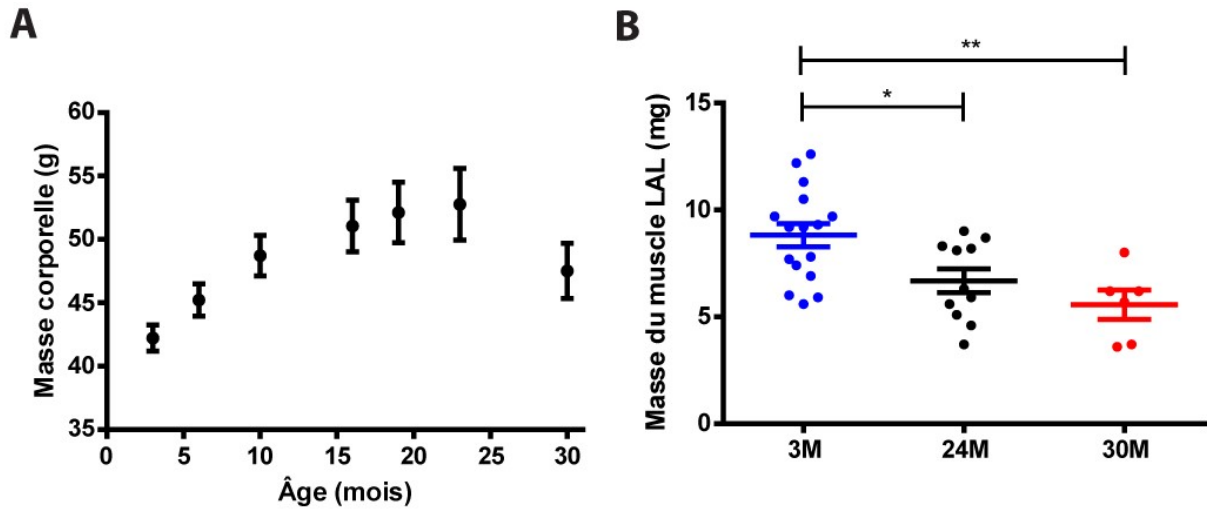 A
Masse corporelle (g)
60
55
50
45
40
35
0 5 10 15 20 25 30
Âge (mois)
B
**
*
Masse du muscle LAL (mg)
15
10
5
0
3M 24M 30M